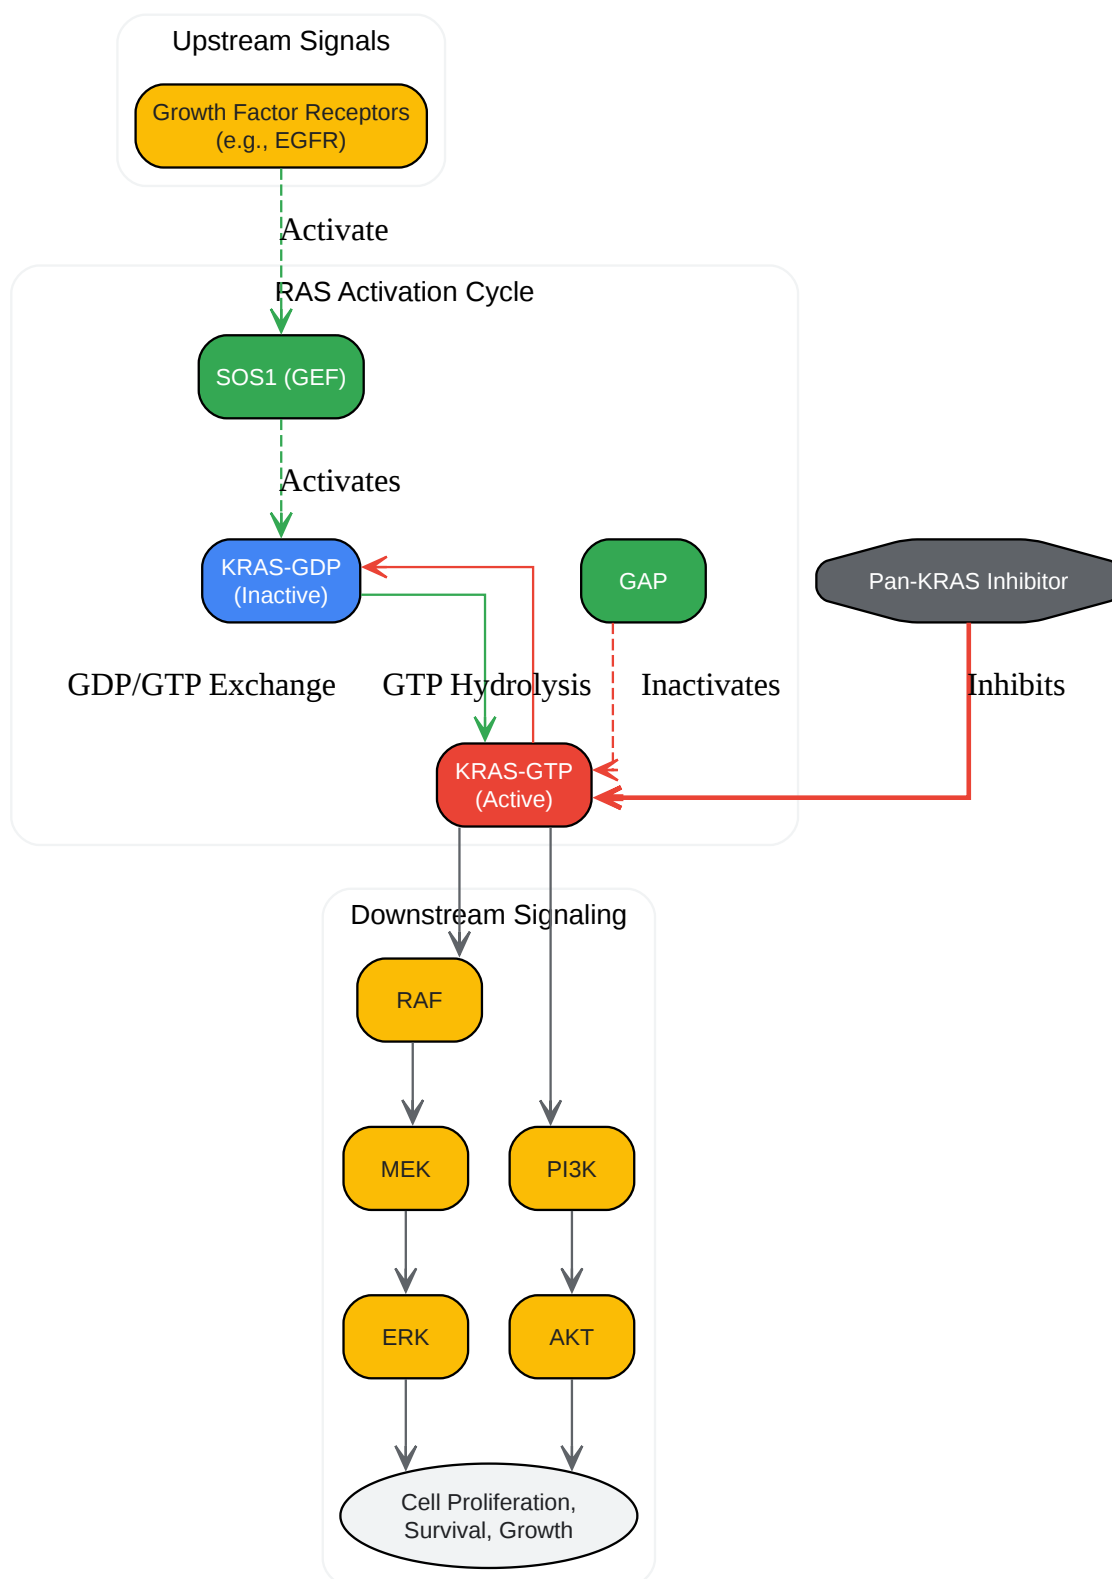 Upstream Signals
Growth Factor Receptors
(e.g., EGFR)
Activate
RAS Activation Cycle
SOS1 (GEF)
Activates
KRAS-GDP
(Inactive)
GAP
Pan-KRAS Inhibitor
GDP/GTP Exchange
GTP Hydrolysis
Inactivates
Inhibits
KRAS-GTP
(Active)
Downstream Signaling
RAF
MEK
PI3K
ERK
AKT
Cell Proliferation,
Survival, Growth